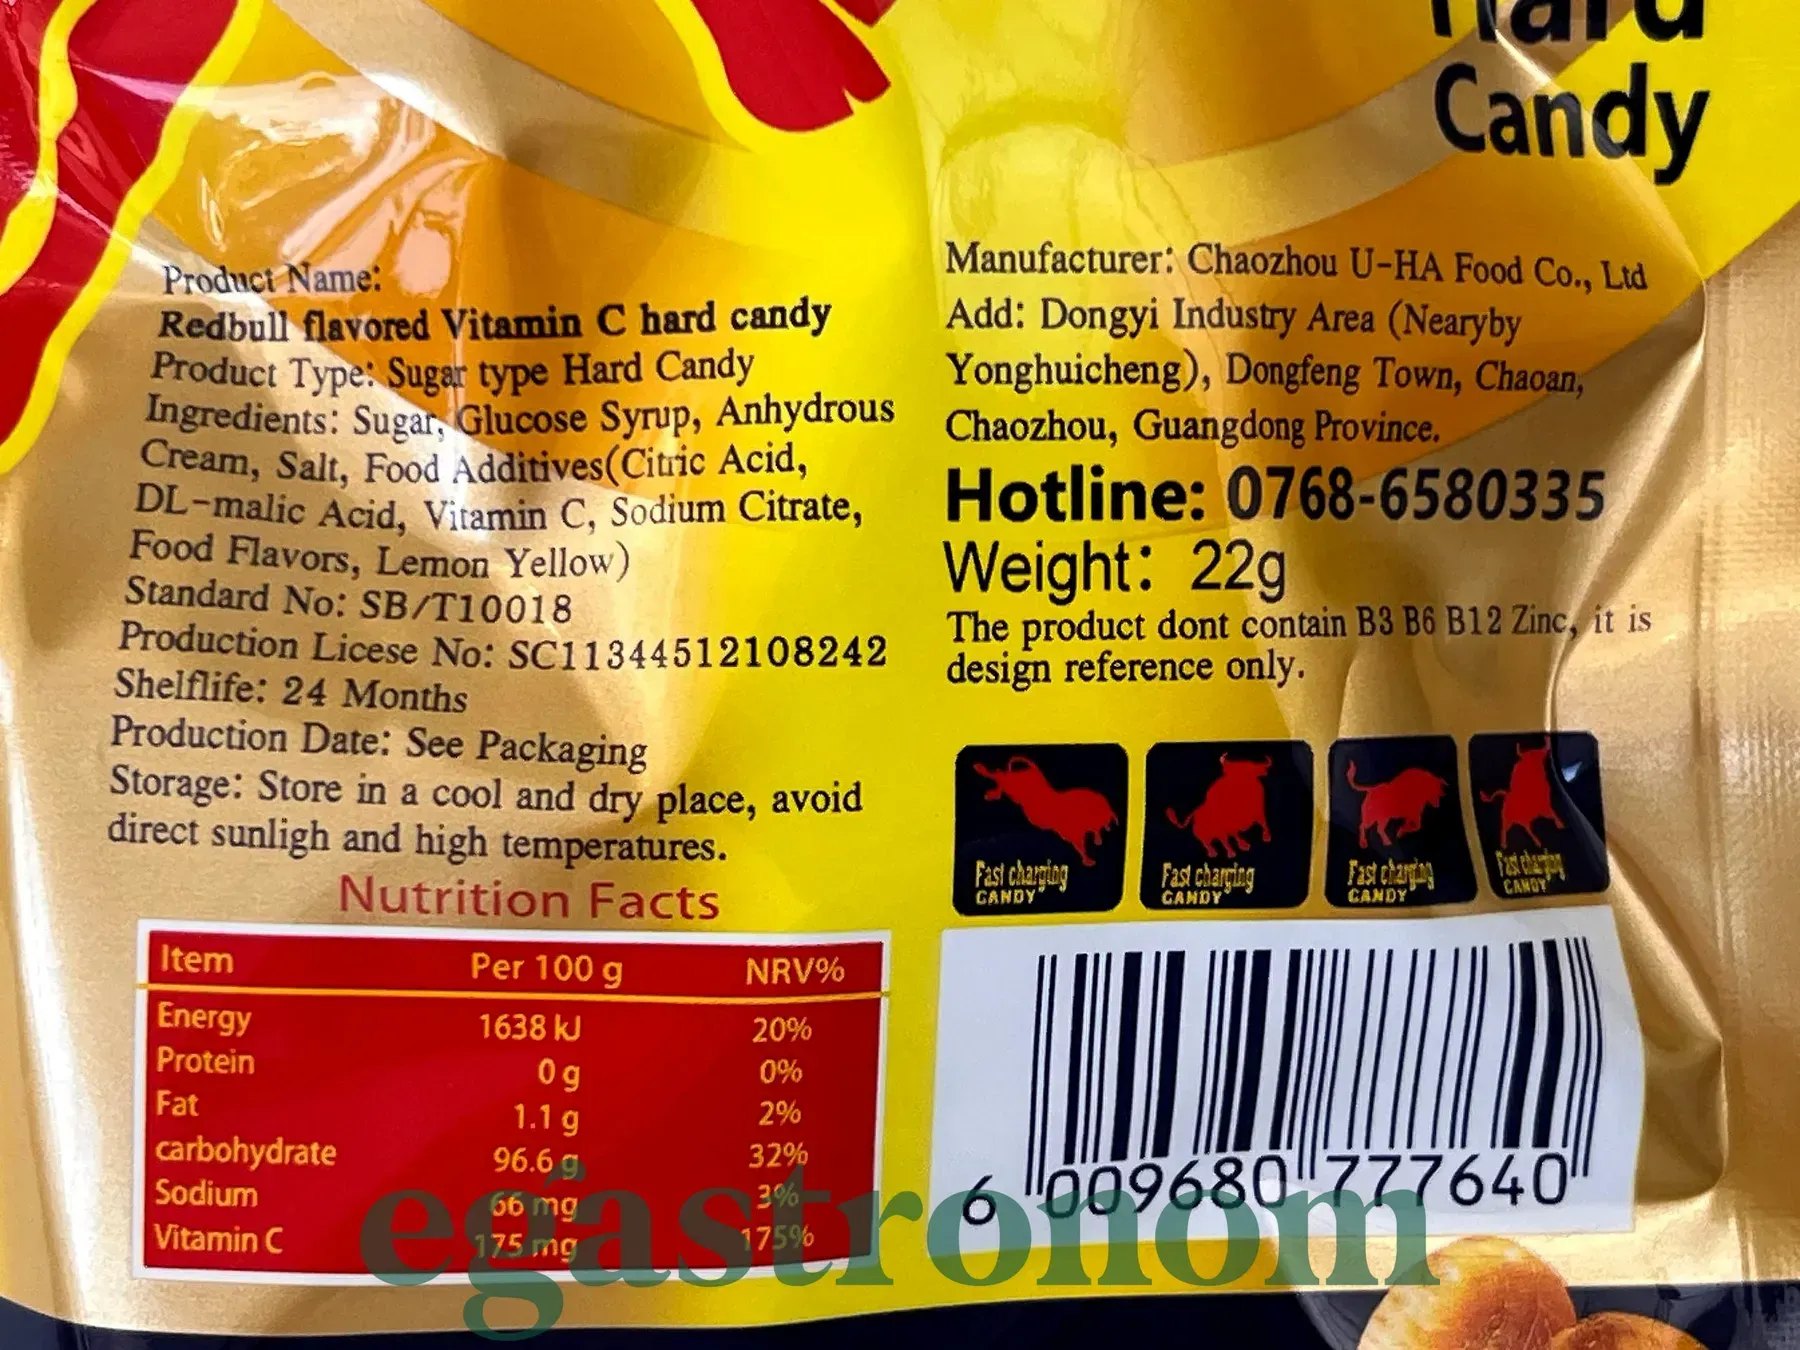 Hard
Candy
Product Name:
Redbull flavored Vitamin C hard candy
Product Type: Sugar type Hard Candy
Ingredients: Sugar, Glucose Syrup, Anhydrous
Cream, Salt, Food Additives(Citric Acid,
DL-malic Acid, Vitamin C, Sodium Citrate,
Food Flavors, Lemon Yellow)
Standard No: SB/T10018
Production Licese No: SC11344512108242
Shelflife: 24 Months
Production Date: See Packaging
Storage: Store in a cool and dry place, avoid
direct sunligh and high temperatures.
Nutrition Facts
Item Per 100 g NRV%
Energy 1638 kJ 20%
Protein 0 g 0%
Fat 1.1 g 2%
carbohydrate 96.6 g 32%
Sodium 66 mg 3%
Vitamin C 175 mg 175%
Manufacturer: Chaozhou U-HA Food Co., Ltd
Add: Dongyi Industry Area (Nearyby
Yonghuicheng), Dongfeng Town, Chaoan,
Chaozhou, Guangdong Province.
Hotline: 0768-6580335
Weight: 22g
The product dont contain B3 B6 B12 Zinc, it is
design reference only.
Fast charging
CANDY
Fast charging
CANDY
Fast charging
CANDY
Fast charging
CANDY
6 009680 777640
egastronom